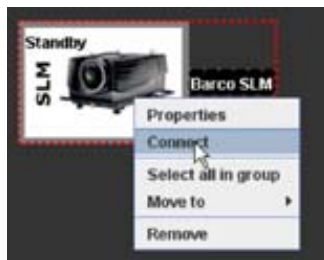 Standby
SLM
Barco SLM
Properties
Connect
Select all in group
Move to
Remove